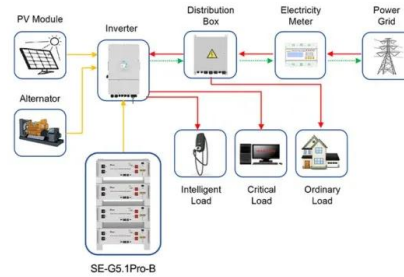 PV Module
Inverter
Distribution
Box
Electricity
Meter
Power
Grid
Alternator
Intelligent
Load
Critical
Load
Ordinary
Load
SE-G5.1Pro-B